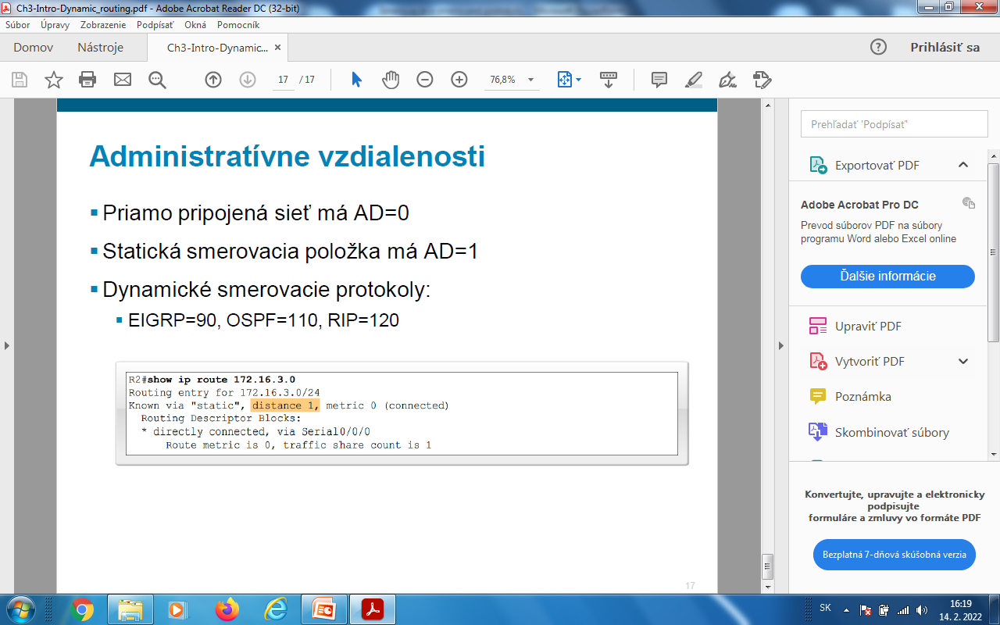 Ch3-Intro-Dynamic_routing.pdf - Adobe Acrobat Reader DC (32-bit)
Súbor Úpravy Zobrazenie Podpísať Okná Pomocník
Domov Nástroje Ch3-Intro-Dynamic... × Prihlásiť sa
17 / 17 76,8%
Administratívne vzdialenosti
Priamo pripojená sieť má AD=0
Statická smerovacia položka má AD=1
Dynamické smerovacie protokoly:
EIGRP=90, OSPF=110, RIP=120
R2#show ip route 172.16.3.0
Routing entry for 172.16.3.0/24
Known via "static", distance 1, metric 0 (connected)
Routing Descriptor Blocks:
* directly connected, via Serial0/0/0
Route metric is 0, traffic share count is 1
17
Prehľadať 'Podpísať'
Exportovať PDF
Adobe Acrobat Pro DC
Prevod súborov PDF na súbory
programu Word alebo Excel online
Ďalšie informácie
Upraviť PDF
Vytvoriť PDF
Poznámka
Skombinovať súbory
Konvertujte, upravujte a elektronicky
podpisujte
formuláre a zmluvy vo formáte PDF
Bezplatná 7-dňová skúšobná verzia
SK
16:19
14. 2. 2022